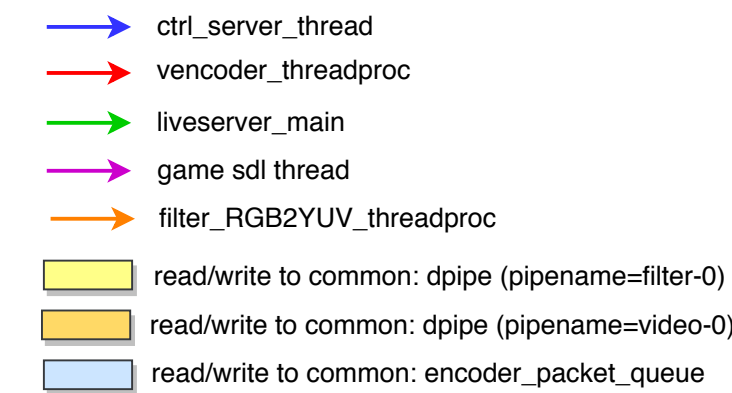 ctrl_server_thread
vencoder_threadproc
liveserver_main
game sdl thread
filter_RGB2YUV_threadproc
read/write to common: dpipe (pipename=filter-0)
read/write to common: dpipe (pipename=video-0)
read/write to common: encoder_packet_queue